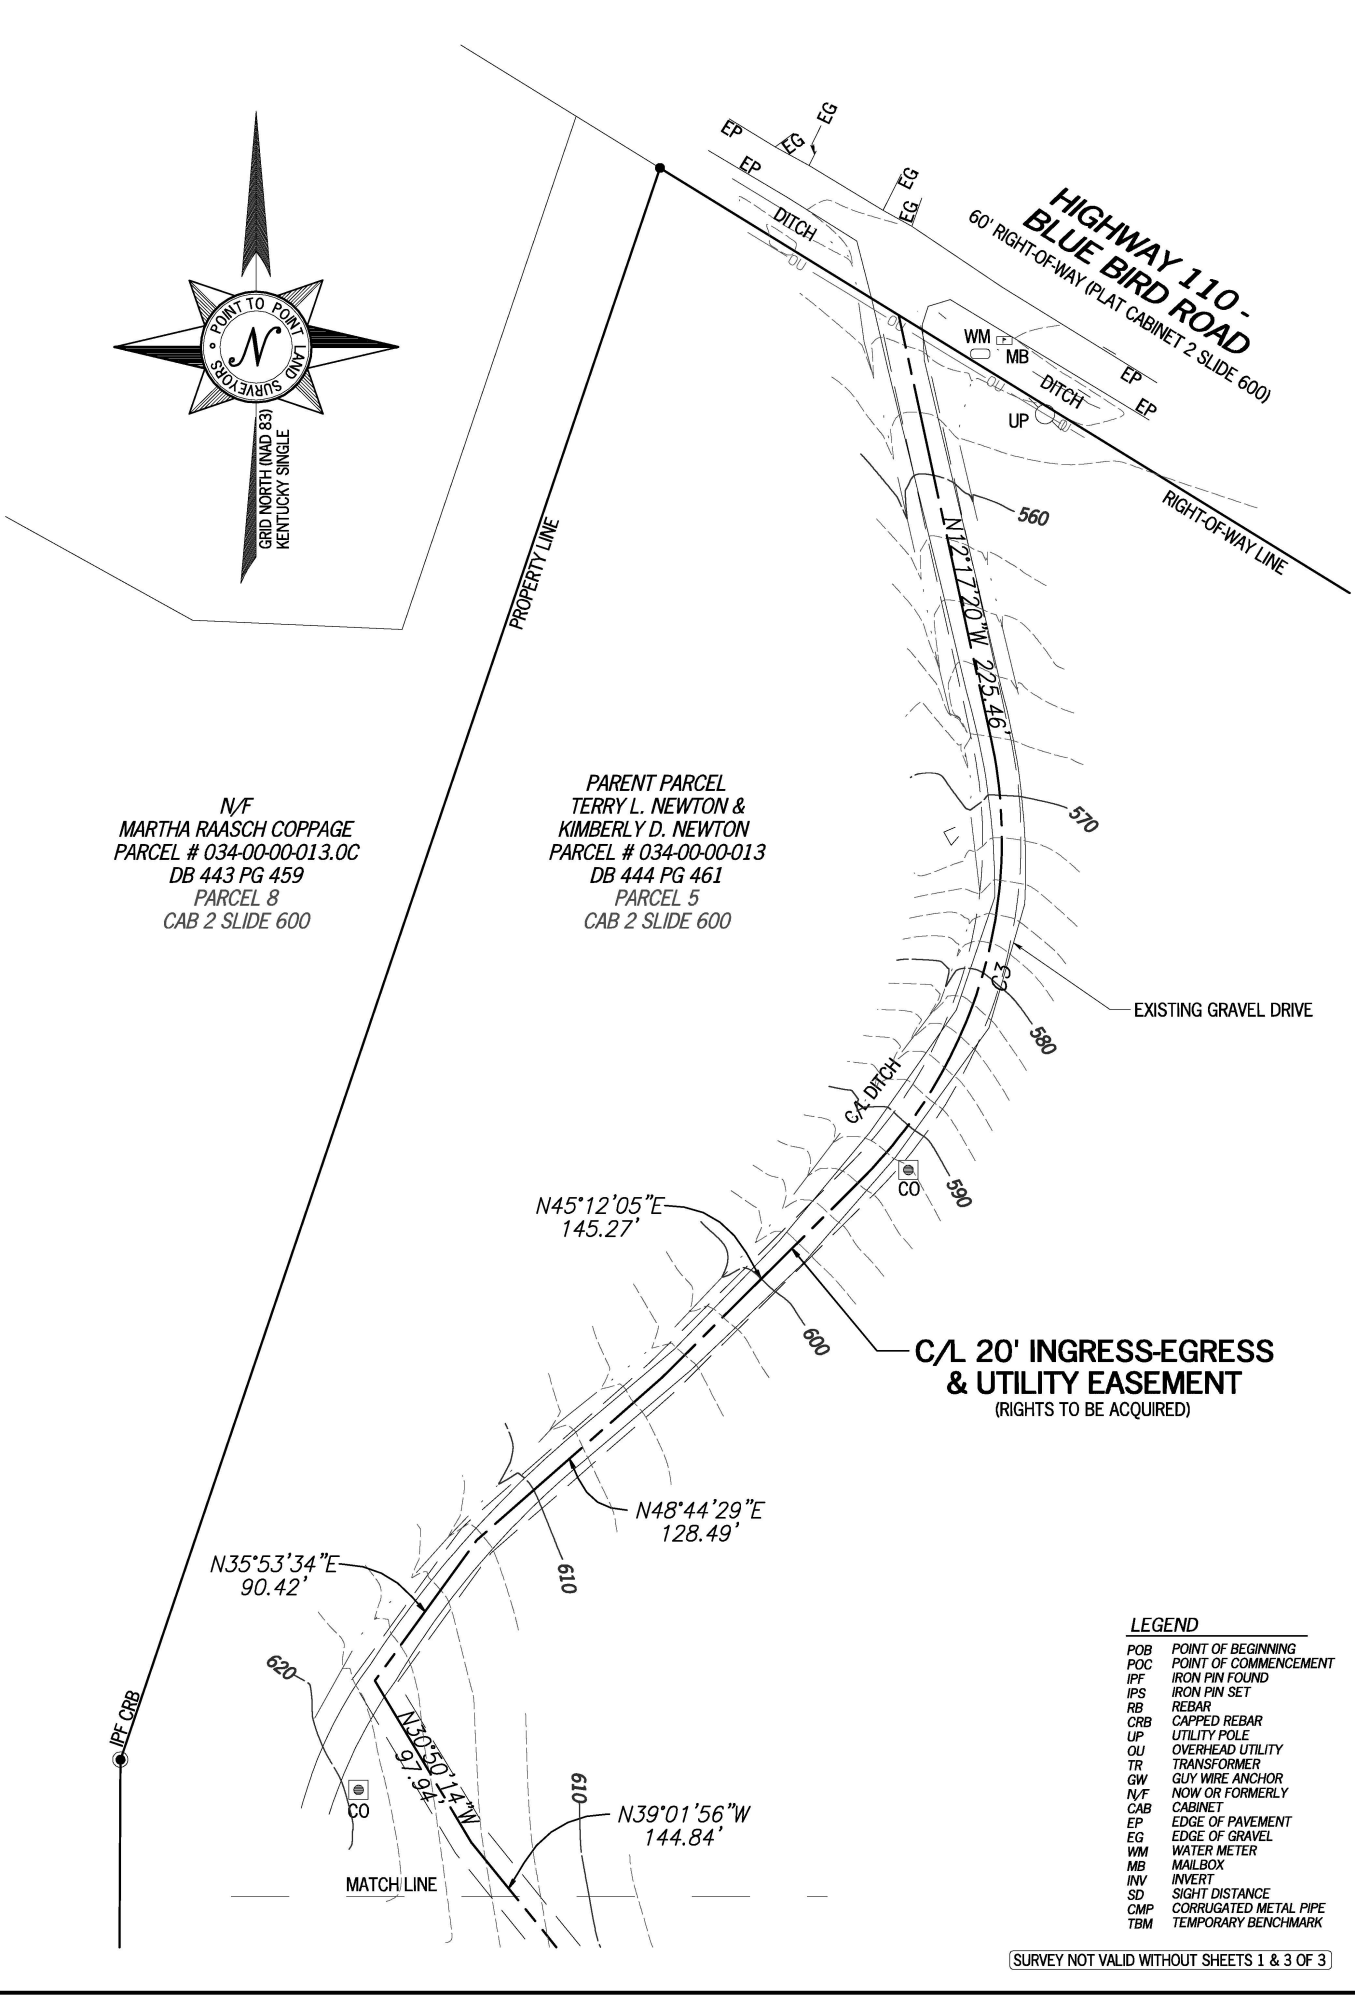 EG
EP
EG
EP
EG
EG
DITCH
OU
HIGHWAY 110 -
BLUE BIRD ROAD
60' RIGHT-OF-WAY (PLAT CABINET 2 SLIDE 600)
POINT TO POINT LAND SURVEYORS
N
GRID NORTH (NAD 83)
KENTUCKY SINGLE
OU
WM
MB
OU
DITCH
EP
EP
UP
RIGHT-OF-WAY LINE
560
N12°17'20"W 225.46'
PROPERTY LINE
PARENT PARCEL
TERRY L. NEWTON &
KIMBERLY D. NEWTON
PARCEL # 034-00-00-013
DB 444 PG 461
PARCEL 5
CAB 2 SLIDE 600
N/F
MARTHA RAASCH COPPAGE
PARCEL # 034-00-00-013.0C
DB 443 PG 459
PARCEL 8
CAB 2 SLIDE 600
570
C3
EXISTING GRAVEL DRIVE
580
C/L DITCH
CO
590
N45°12'05"E
145.27'
600
C/L 20' INGRESS-EGRESS
& UTILITY EASEMENT
(RIGHTS TO BE ACQUIRED)
N48°44'29"E
128.49'
N35°53'34"E
90.42'
610
620
IPF CRB
N30°50'14"W
97.94'
CO
610
N39°01'56"W
144.84'
MATCH LINE
LEGEND
POB POINT OF BEGINNING
POC POINT OF COMMENCEMENT
IPF IRON PIN FOUND
IPS IRON PIN SET
RB REBAR
CRB CAPPED REBAR
UP UTILITY POLE
OU OVERHEAD UTILITY
TR TRANSFORMER
GW GUY WIRE ANCHOR
N/F NOW OR FORMERLY
CAB CABINET
EP EDGE OF PAVEMENT
EG EDGE OF GRAVEL
WM WATER METER
MB MAILBOX
INV INVERT
SD SIGHT DISTANCE
CMP CORRUGATED METAL PIPE
TBM TEMPORARY BENCHMARK
SURVEY NOT VALID WITHOUT SHEETS 1 & 3 OF 3